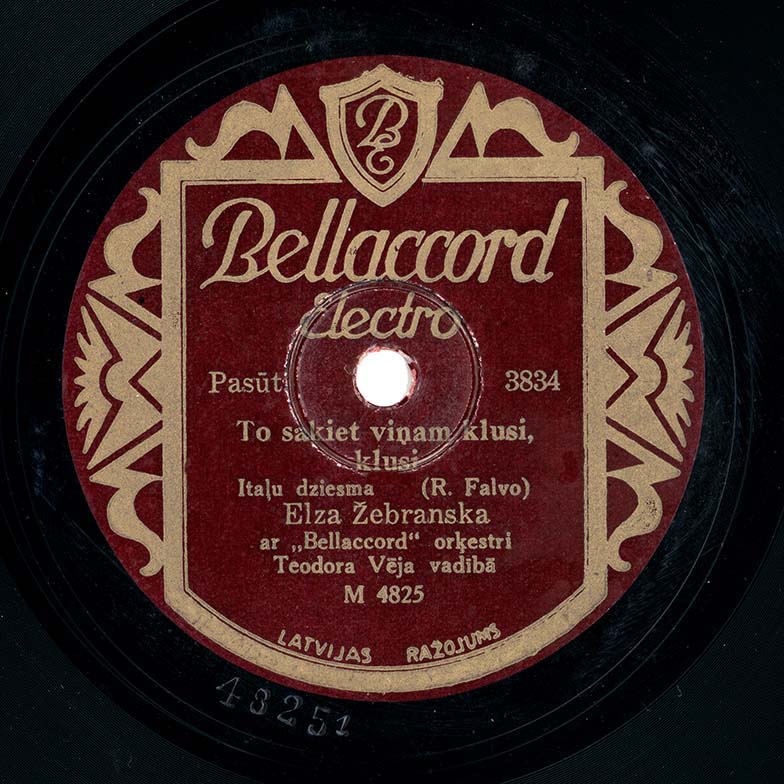 BE
Bellaccord
Electro
Pasūt. 3834
To sakiet viņam klusi,
klusi
Itaļu dziesma (R. Falvo)
Elza Žebranska
ar „Bellaccord“ orķestri
Teodora Vēja vadībā
M 4825
LATVIJAS RAŽOJUMS
48251